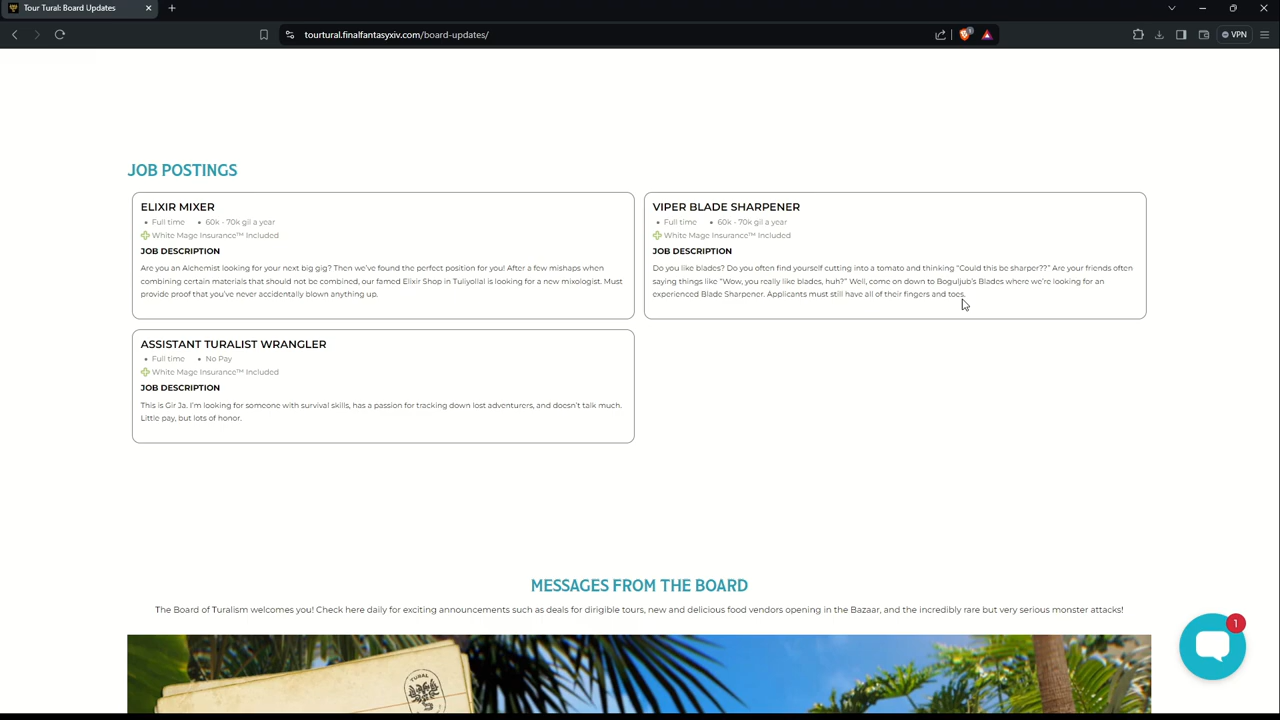 Tour Tural: Board Updates
tourtural.finalfantasyxiv.com/board-updates/
1
VPN
JOB POSTINGS
ELIXIR MIXER
• Full time • 60k - 70k gil a year
White Mage Insurance™ Included
JOB DESCRIPTION
Are you an Alchemist looking for your next big gig? Then we've found the perfect position for you! After a few mishaps when
combining certain materials that should not be combined, our famed Elixir Shop in Tuliyollal is looking for a new mixologist. Must
provide proof that you've never accidentally blown anything up.
VIPER BLADE SHARPENER
• Full time • 60k - 70k gil a year
White Mage Insurance™ Included
JOB DESCRIPTION
Do you like blades? Do you often find yourself cutting into a tomato and thinking "Could this be sharper??" Are your friends often
saying things like "Wow, you really like blades, huh?" Well, come on down to Boguljub's Blades where we're looking for an
experienced Blade Sharpener. Applicants must still have all of their fingers and toes.
ASSISTANT TURALIST WRANGLER
• Full time • No Pay
White Mage Insurance™ Included
JOB DESCRIPTION
This is Gir Ja. I'm looking for someone with survival skills, has a passion for tracking down lost adventurers, and doesn't talk much.
Little pay, but lots of honor.
MESSAGES FROM THE BOARD
The Board of Turalism welcomes you! Check here daily for exciting announcements such as deals for dirigible tours, new and delicious food vendors opening in the Bazaar, and the incredibly rare but very serious monster attacks!
1
TURAL